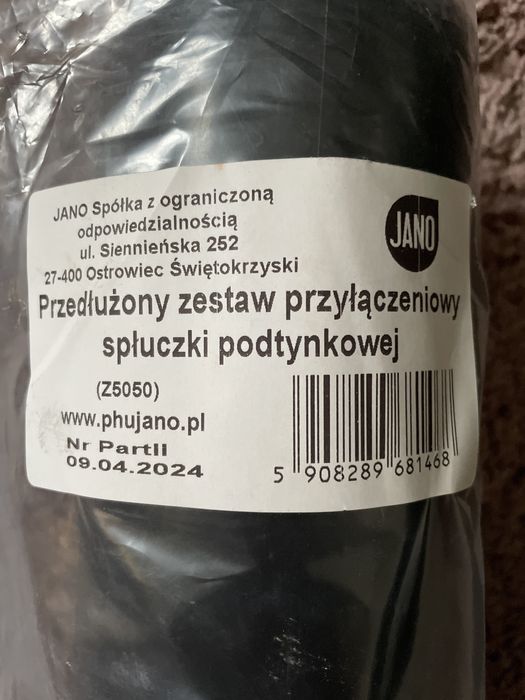 JANO Spółka z ograniczoną
odpowiedzialnością
ul. Siennieńska 252
27-400 Ostrowiec Świętokrzyski
JANO
Przedłużony zestaw przyłączeniowy
spłuczki podtynkowej
(Z5050)
www.phujano.pl
Nr PartII
09.04.2024
5 908289 681468